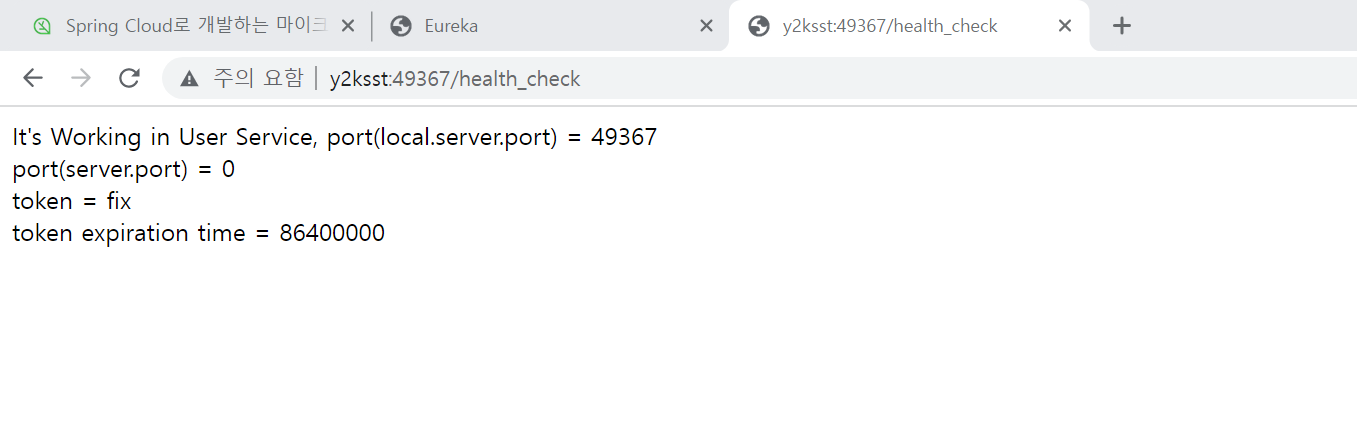 Spring Cloud로 개발하는 마이크
Eureka
y2ksst:49367/health_check
주의 요함
y2ksst:49367/health_check
It's Working in User Service, port(local.server.port) = 49367
port(server.port) = 0
token = fix
token expiration time = 86400000